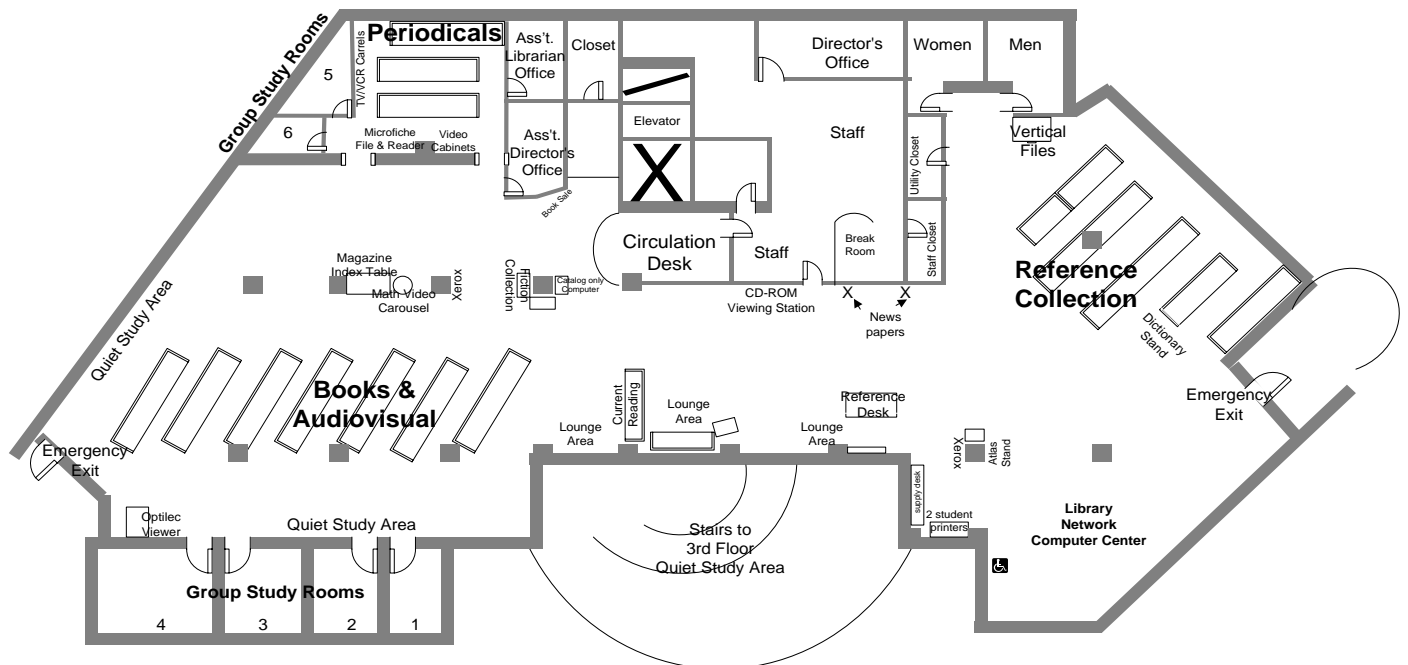 Group Study Rooms
5
6
TV/VCR Carrels
Periodicals
Microfiche
File & Reader
Video
Cabinets
Ass't.
Librarian
Office
Closet
Ass't.
Director's
Office
Book Sale
Elevator
X
Director's
Office
Women
Men
Staff
Utility Closet
Staff Closet
Vertical
Files
Circulation
Desk
Staff
Break
Room
Reference
Collection
Dictionary
Stand
Quiet Study Area
Magazine
Index Table
Math Video
Carousel
Xerox
Fiction
Collection
Catalog only
Computer
CD-ROM
Viewing Station
X
X
News
papers
Books &
Audiovisual
Current
Reading
Lounge
Area
Lounge
Area
Lounge
Area
Reference
Desk
Emergency
Exit
Emergency
Exit
Xerox
Atlas
Stand
supply desk
2 student
printers
Library
Network
Computer Center
Optilec
Viewer
Quiet Study Area
Stairs to
3rd Floor
Quiet Study Area
Group Study Rooms
4
3
2
1